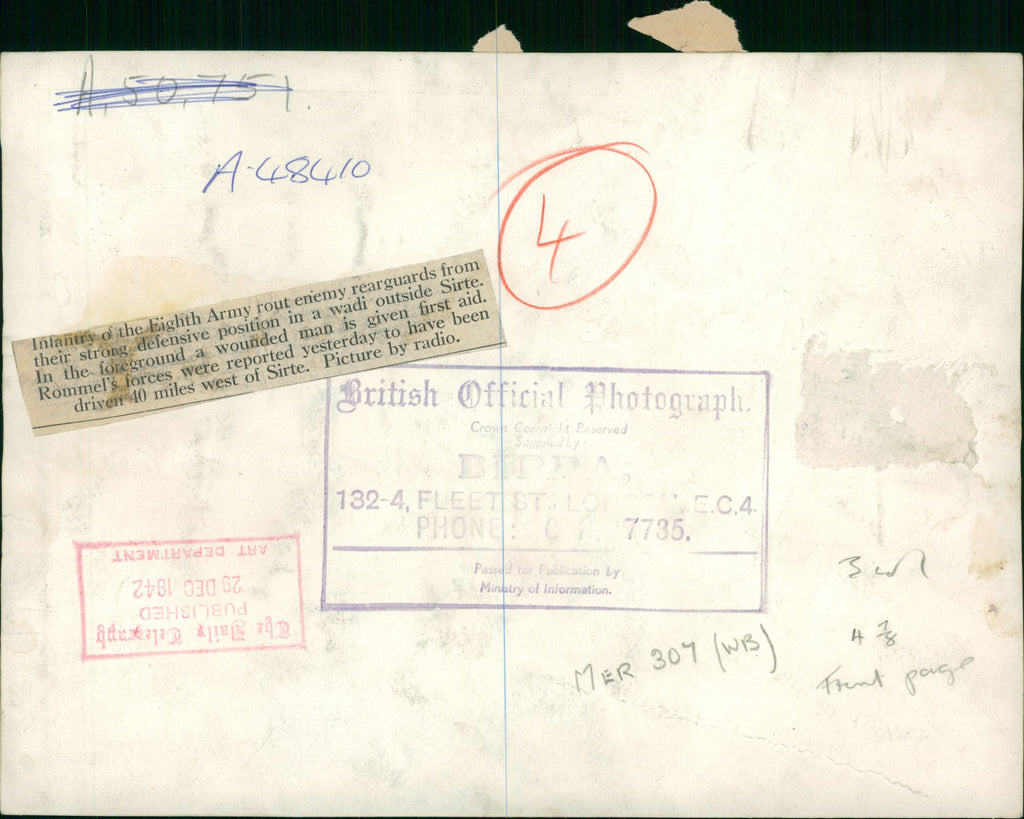 A.50,751.
A-48410
4
Infantry of the Eighth Army rout enemy rearguards from
their strong defensive position in a wadi outside Sirte.
In the foreground a wounded man is given first aid.
Rommel's forces were reported yesterday to have been
driven 40 miles west of Sirte. Picture by radio.
British Official Photograph.
Crown Copyright Reserved
Supplied by
BIPPA,
132-4, FLEET ST., LONDON, E.C.4.
PHONE: C 7735.
Passed for Publication by
Ministry of Information.
The Daily Telegraph
PUBLISHED
29 DEC 1942
ART DEPARTMENT
3 col
4 7/8
Front page
MER 307 (WB)